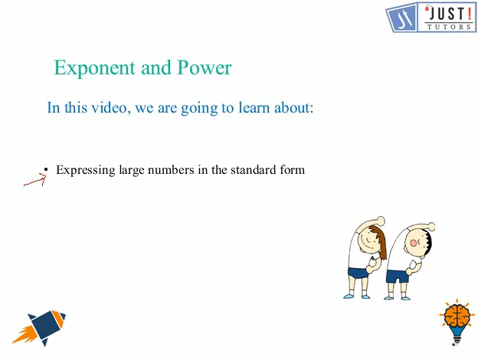 'JUST!
TUTORS
Exponent and Power
In this video, we are going to learn about:
• Expressing large numbers in the standard form